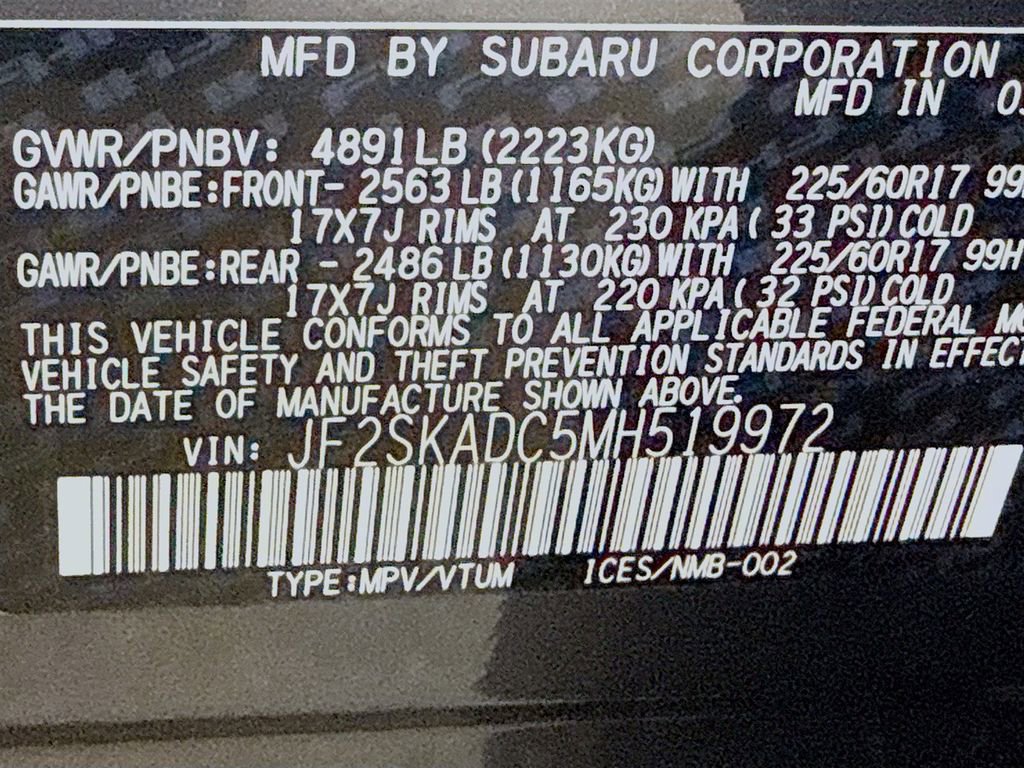 MFD BY SUBARU CORPORATION
MFD IN
GVWR/PNBV: 4891LB (2223KG)
GAWR/PNBE:FRONT- 2563 LB (1165KG) WITH 225/60R17 99H
17X7J RIMS AT 230 KPA ( 33 PSI) COLD
GAWR/PNBE:REAR - 2486 LB (1130KG) WITH 225/60R17 99H
17X7J RIMS AT 220 KPA ( 32 PSI) COLD
THIS VEHICLE CONFORMS TO ALL APPLICABLE FEDERAL
VEHICLE SAFETY AND THEFT PREVENTION STANDARDS IN EFFECT
THE DATE OF MANUFACTURE SHOWN ABOVE.
VIN: JF2SKADC5MH519972
TYPE:MPV/VTUM ICES/NMB-002